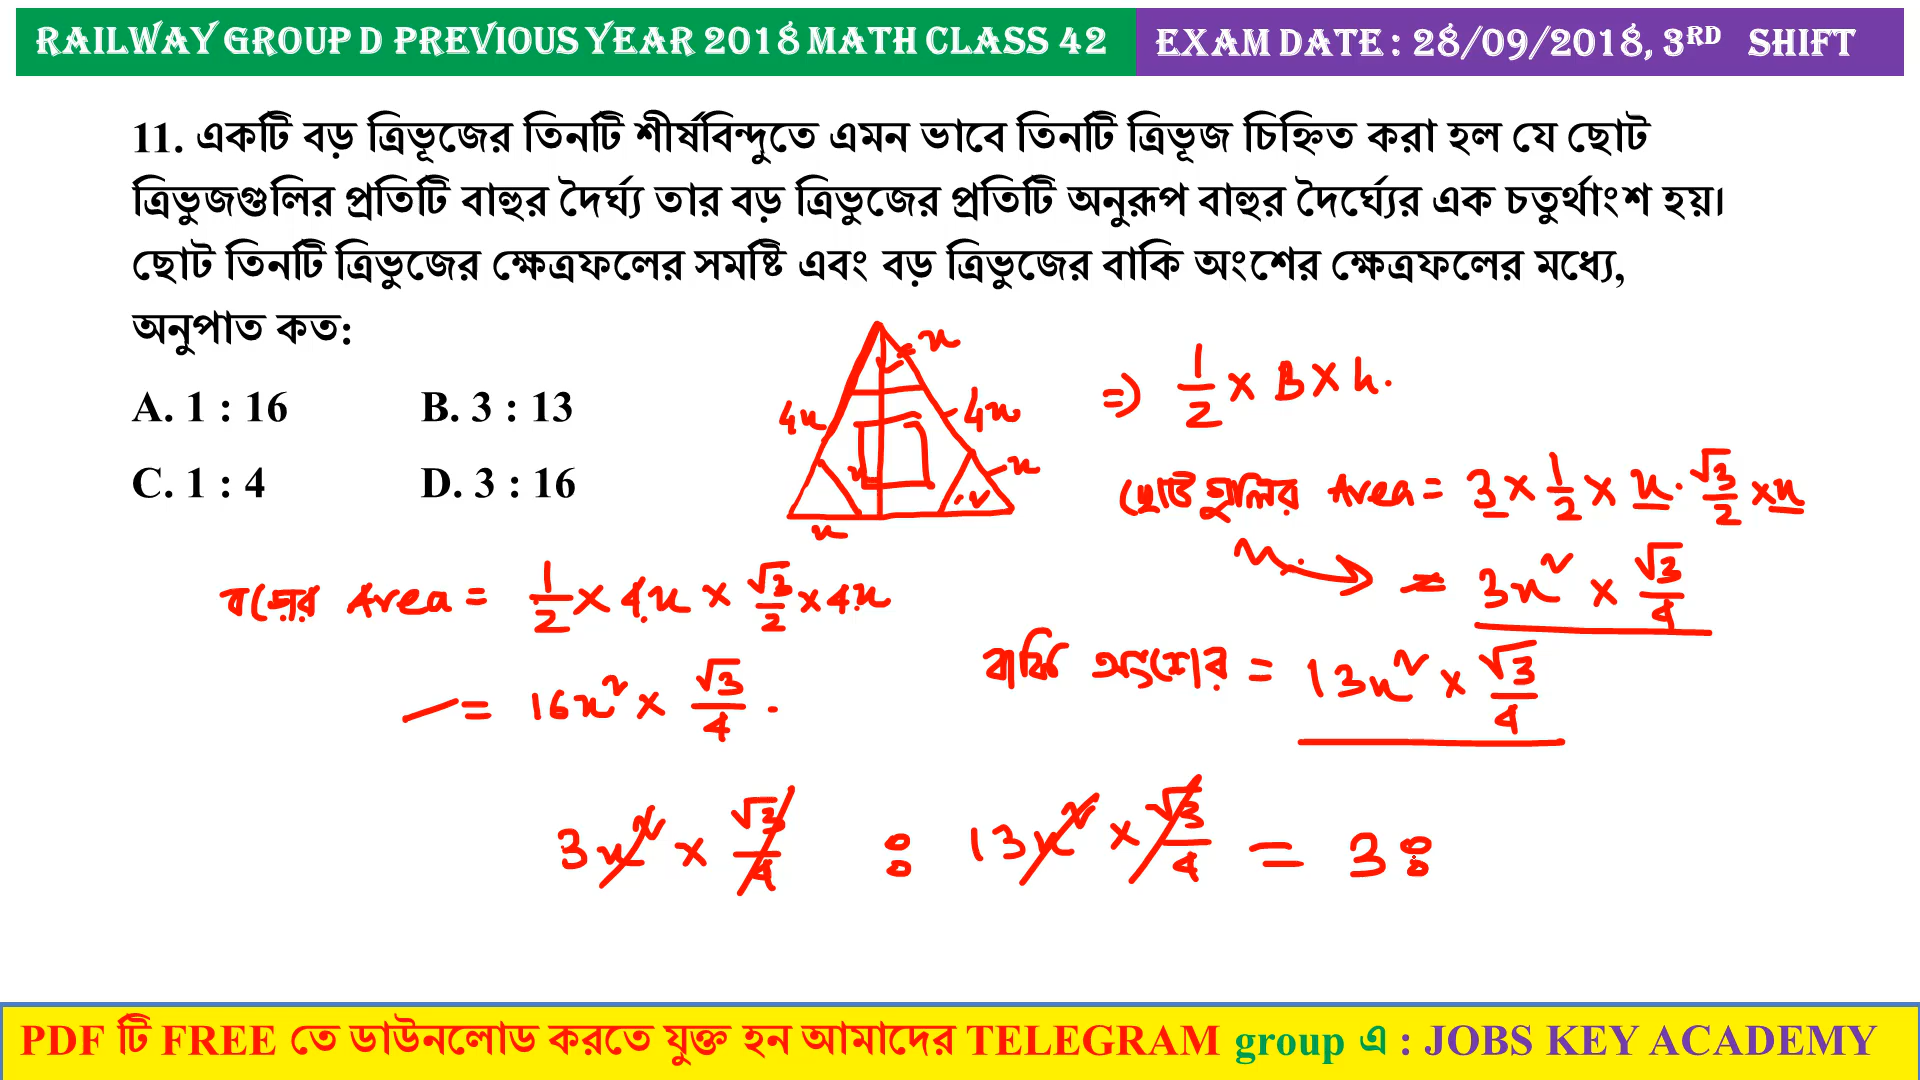 RAILWAY GROUP D PREVIOUS YEAR 2018 MATH CLASS 42
EXAM DATE : 28/09/2018, 3RD SHIFT
11. একটি বড় ত্রিভূজের তিনটি শীর্ষবিন্দুতে এমন ভাবে তিনটি ত্রিভূজ চিহ্নিত করা হল যে ছোট
ত্রিভুজগুলির প্রতিটি বাহুর দৈর্ঘ্য তার বড় ত্রিভুজের প্রতিটি অনুরূপ বাহুর দৈর্ঘ্যের এক চতুর্থাংশ হয়।
ছোট তিনটি ত্রিভুজের ক্ষেত্রফলের সমষ্টি এবং বড় ত্রিভুজের বাকি অংশের ক্ষেত্রফলের মধ্যে,
অনুপাত কত:
A. 1 : 16 B. 3 : 13
C. 1 : 4 D. 3 : 16
x
4x 4x
x
x
⇒ 1/2 × B × h.
ছোট গুলির Area = 3 × 1/2 × x · √3/2 × x
= 3x² × √3/4
Area = 1/2 × 4x × √3/2 × 4x
= 16x² × √3/4 .
বাকি অংশের = 13x² × √3/4
3x² × √3/4 : 13x² × √3/4 = 3 :
PDF টি FREE তে ডাউনলোড করতে যুক্ত হন আমাদের TELEGRAM group এ : JOBS KEY ACADEMY